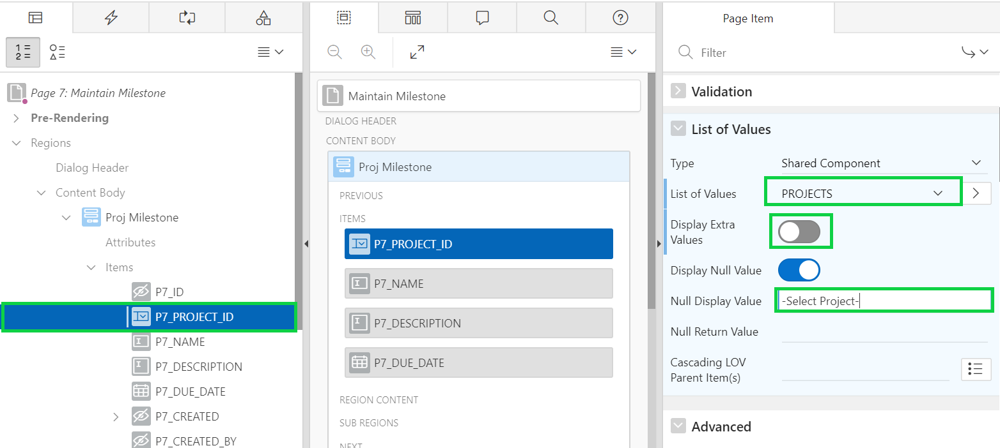 1
2
Page 7: Maintain Milestone
Pre-Rendering
Regions
Dialog Header
Content Body
Proj Milestone
Attributes
Items
P7_ID
P7_PROJECT_ID
P7_NAME
P7_DESCRIPTION
P7_DUE_DATE
P7_CREATED
P7_CREATED_BY
Maintain Milestone
DIALOG HEADER
CONTENT BODY
Proj Milestone
PREVIOUS
ITEMS
P7_PROJECT_ID
P7_NAME
P7_DESCRIPTION
P7_DUE_DATE
REGION CONTENT
SUB REGIONS
NEXT
Page Item
Filter
Validation
List of Values
Type Shared Component
List of Values PROJECTS
Display Extra
Values
Display Null Value
Null Display Value -Select Project-
Null Return Value
Cascading LOV
Parent Item(s)
Advanced